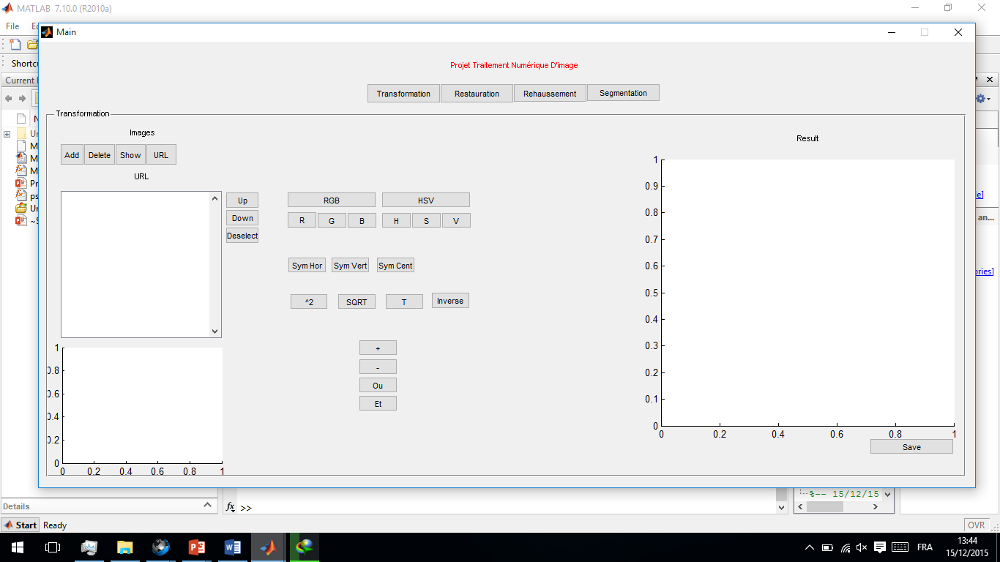 MATLAB 7.10.0 (R2010a)
File
Main
Shortcu
Projet Traitement Numérique D'image
Current
Transformation Restauration Rehaussement Segmentation
Transformation
Images
Result
Add Delete Show URL
URL
Up
Down
Deselect
RGB HSV
R G B H S V
Sym Hor Sym Vert Sym Cent
^2 SQRT T Inverse
+
-
Ou
Et
1
0.9
0.8
0.7
0.6
0.5
0.4
0.3
0.2
0.1
0
0 0.2 0.4 0.6 0.8 1
Save
1
0.8
0.6
0.4
0.2
0
0 0.2 0.4 0.6 0.8 1
le]
an...
ories]
Details
fx >>
%-- 15/12/15
Start Ready
OVR
FRA
13:44
15/12/2015